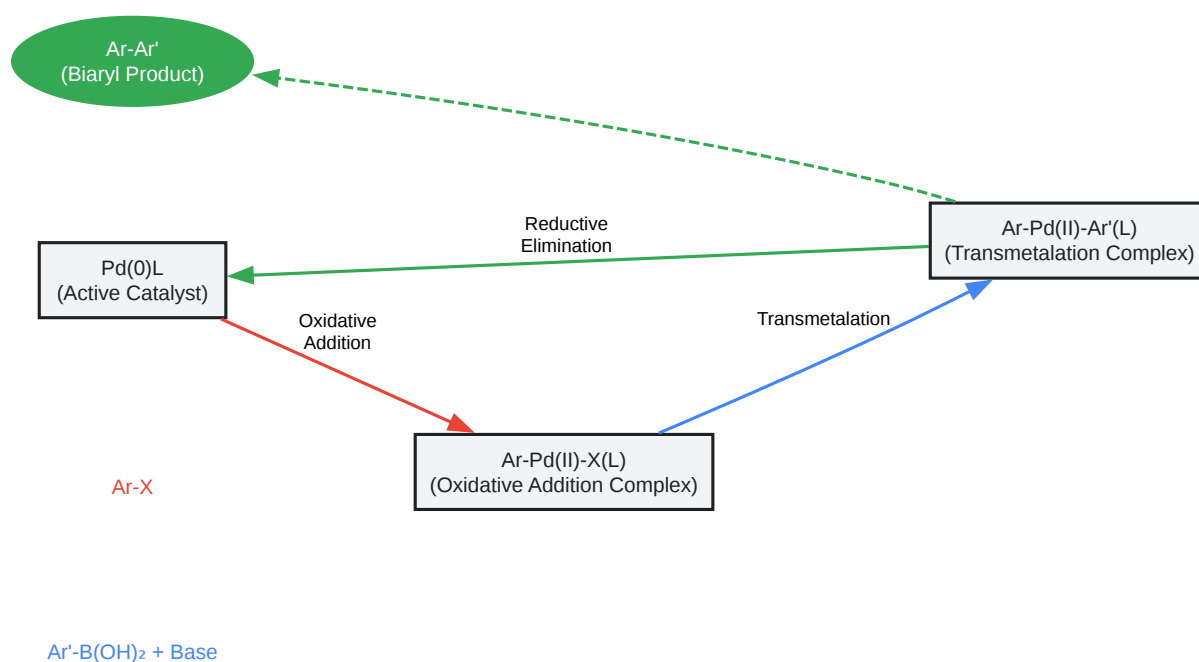 Ar-Ar'
(Biaryl Product)
Reductive
Elimination
Ar-Pd(II)-Ar'(L)
(Transmetalation Complex)
Pd(0)L
(Active Catalyst)
Oxidative
Addition
Transmetalation
Ar-Pd(II)-X(L)
(Oxidative Addition Complex)
Ar-X
Ar'-B(OH)₂ + Base